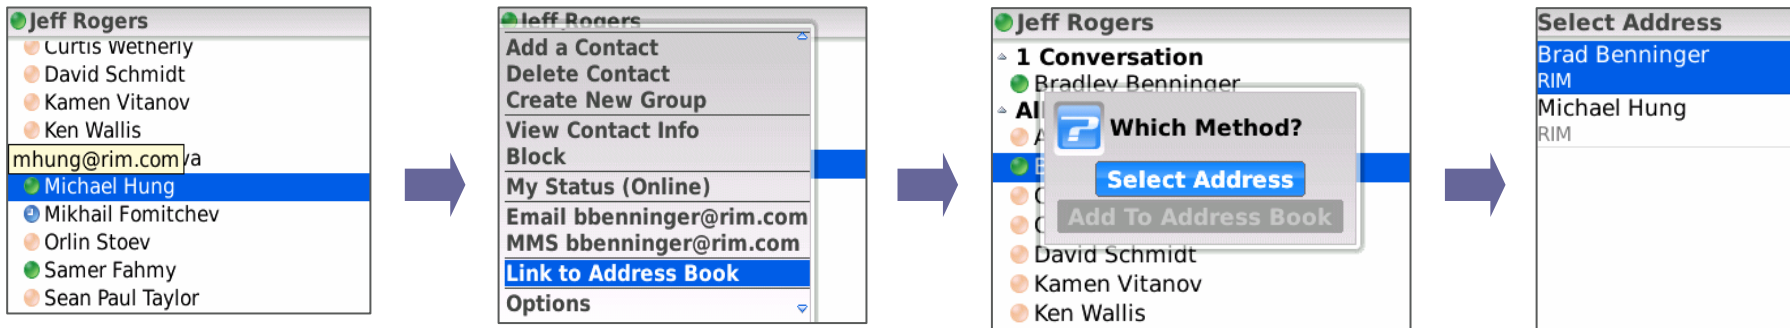 Jeff Rogers
Curtis Wetherly
David Schmidt
Kamen Vitanov
Ken Wallis
mhung@rim.com
Michael Hung
Mikhail Fomitchev
Orlin Stoev
Samer Fahmy
Sean Paul Taylor
Jeff Rogers
Add a Contact
Delete Contact
Create New Group
View Contact Info
Block
My Status (Online)
Email bbenninger@rim.com
MMS bbenninger@rim.com
Link to Address Book
Options
Jeff Rogers
1 Conversation
Bradley Benninger
Which Method?
Select Address
Add To Address Book
David Schmidt
Kamen Vitanov
Ken Wallis
Select Address
Brad Benninger
RIM
Michael Hung
RIM